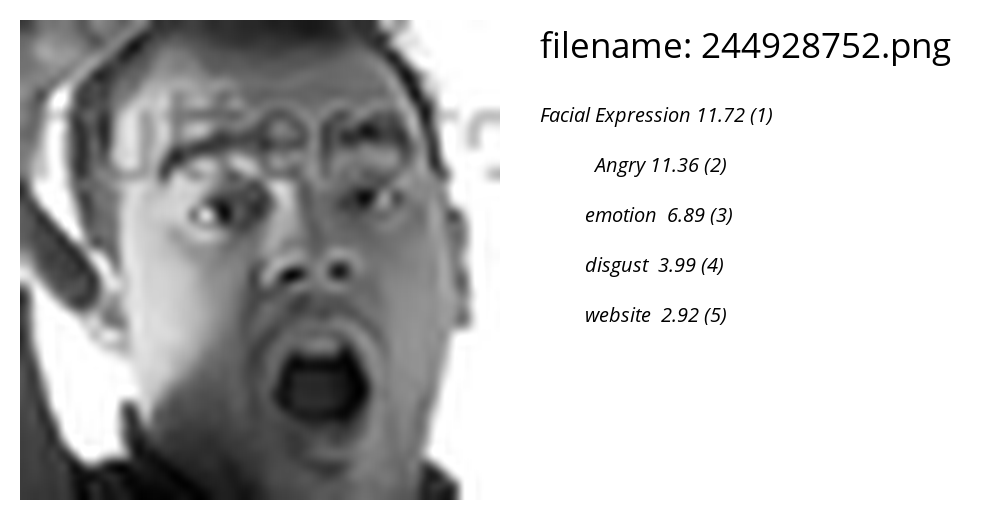 filename: 244928752.png
Facial Expression 11.72 (1)
Angry 11.36 (2)
emotion 6.89 (3)
disgust 3.99 (4)
website 2.92 (5)